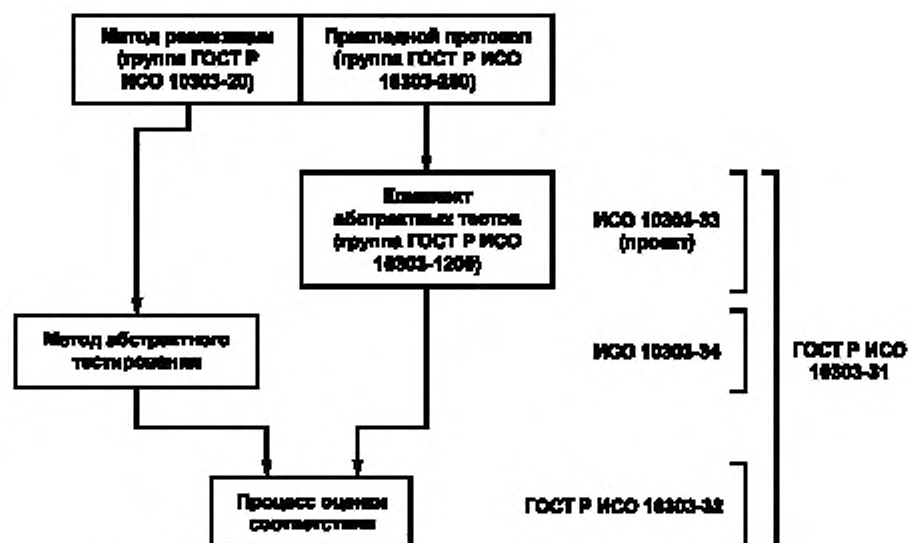 Метод реализации
(группа ГОСТ Р
ИСО 10303-20)
Прикладной протокол
(группа ГОСТ Р ИСО
10303-200)
Комплект
абстрактных тестов
(группа ГОСТ Р ИСО
10303-1200)
ИСО 10303-33
(проект)
Метод абстрактного
тестирования
ИСО 10303-34
ГОСТ Р ИСО
10303-31
Процесс оценки
соответствия
ГОСТ Р ИСО 10303-32